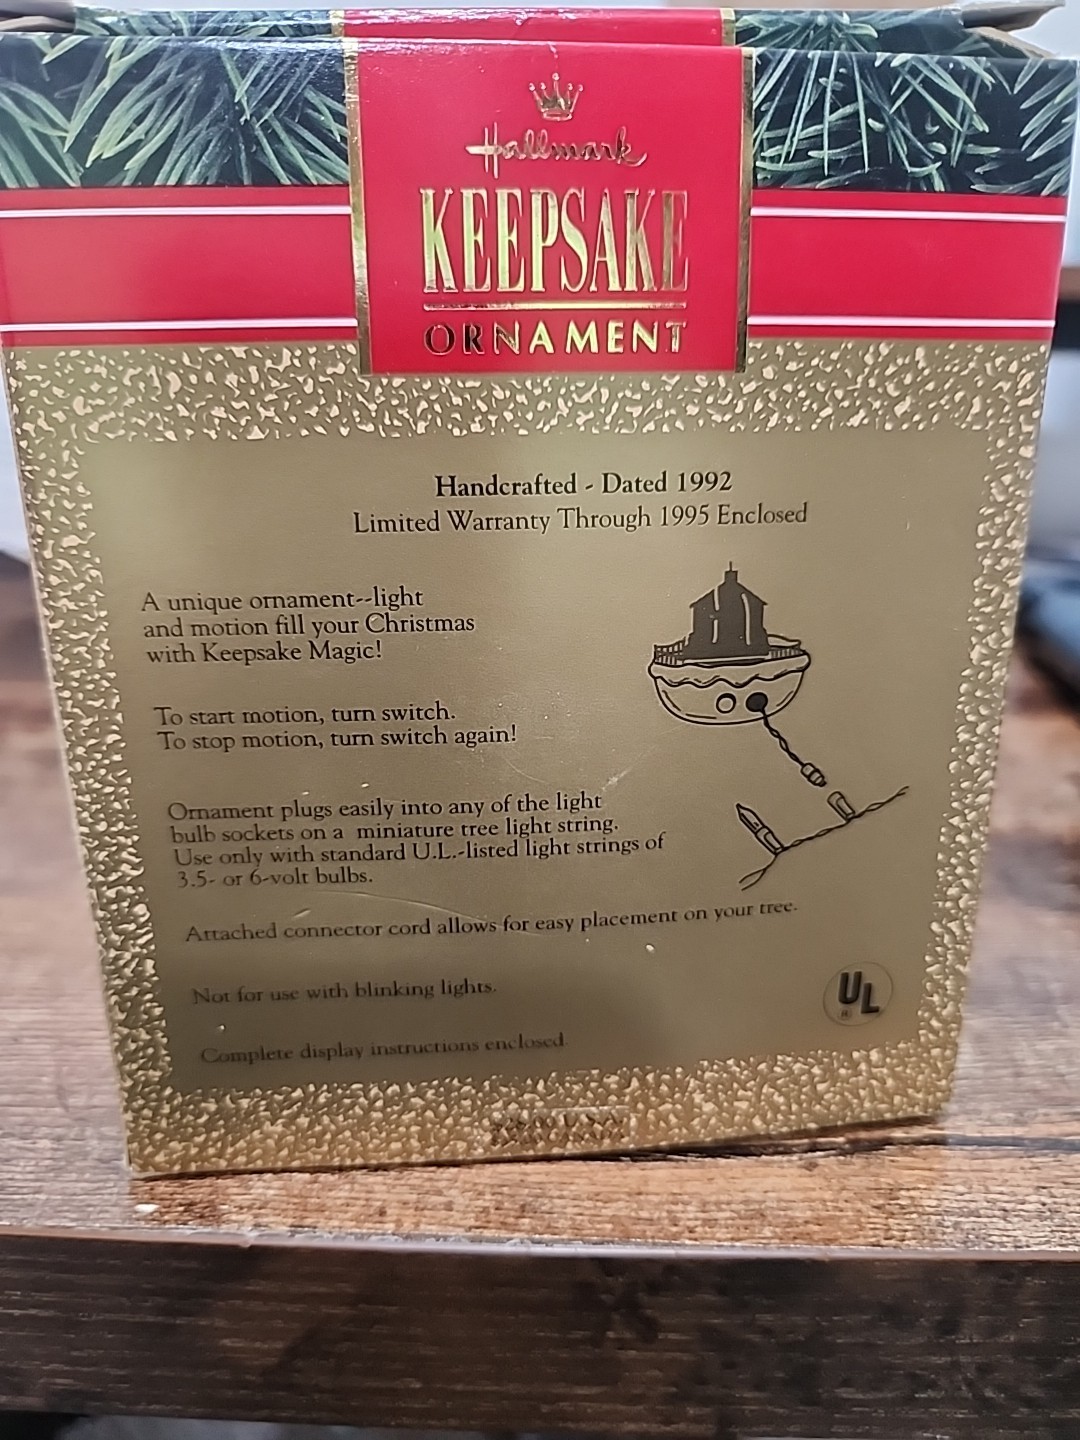 Hallmark
KEEPSAKE
ORNAMENT
Handcrafted - Dated 1992
Limited Warranty Through 1995 Enclosed
A unique ornament--light
and motion fill your Christmas
with Keepsake Magic!
To start motion, turn switch.
To stop motion, turn switch again!
Ornament plugs easily into any of the light
bulb sockets on a miniature tree light string.
Use only with standard U.L.-listed light strings of
3.5- or 6-volt bulbs.
Attached connector cord allows for easy placement on your tree.
Not for use with blinking lights.
UL
®
Complete display instructions enclosed.
U.S.A.